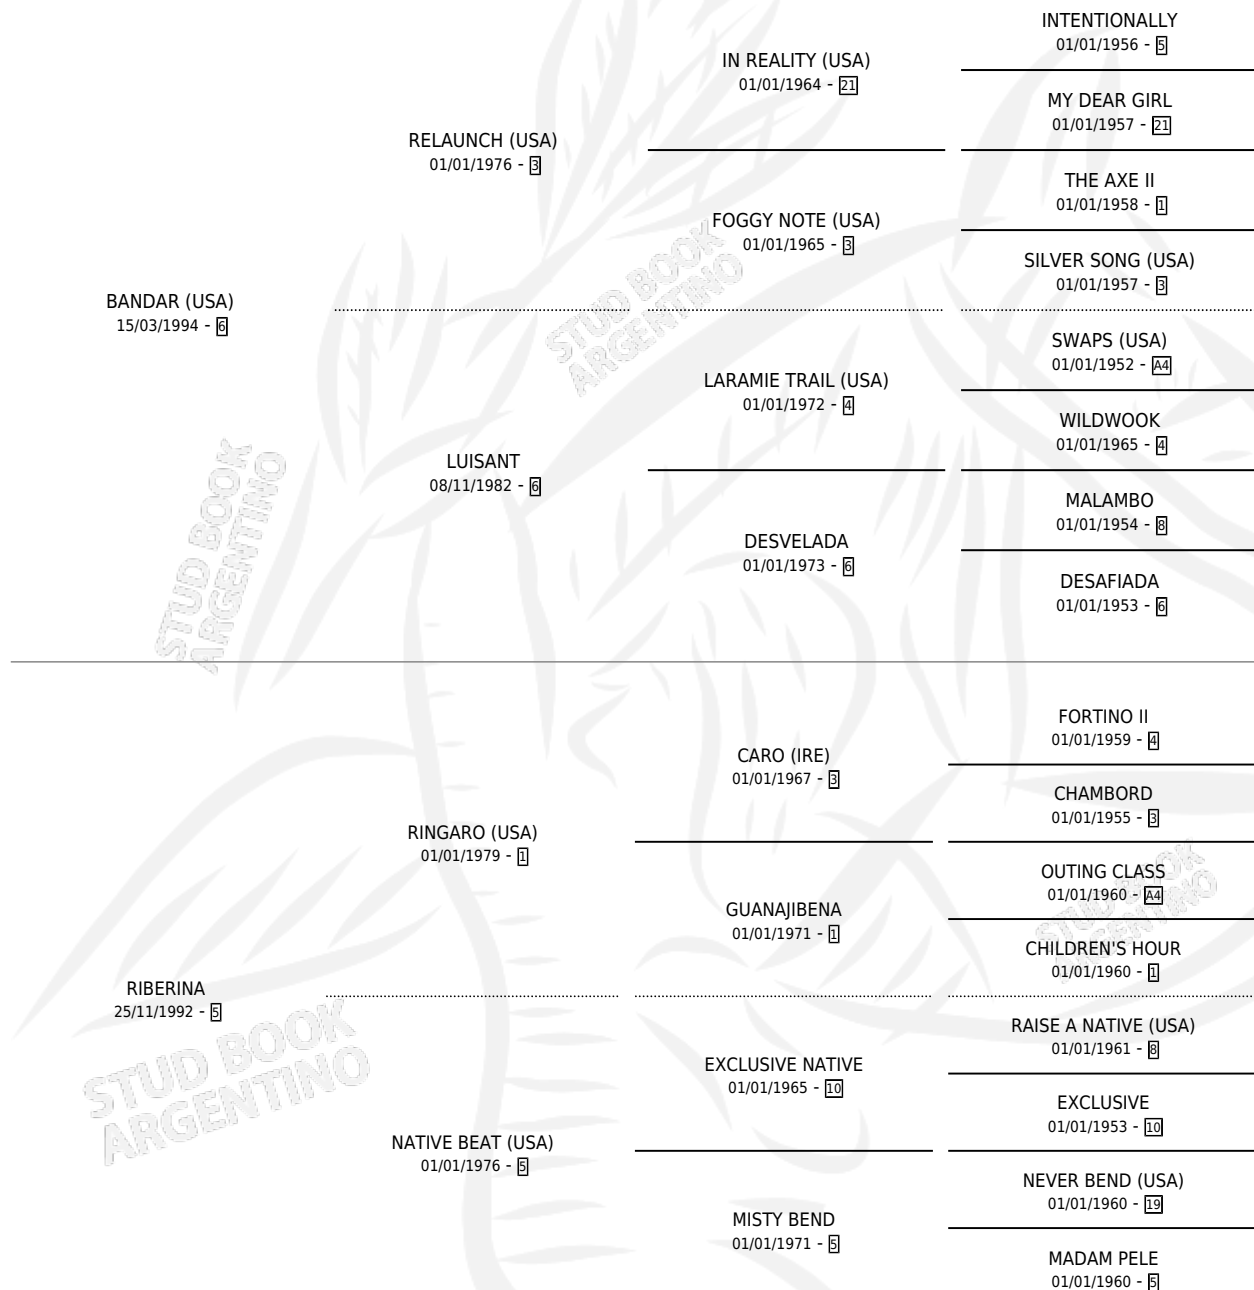 INTENTIONALLY
01/01/1956 - 5
IN REALITY (USA)
01/01/1964 - 21
MY DEAR GIRL
01/01/1957 - 21
RELAUNCH (USA)
01/01/1976 - 3
THE AXE II
01/01/1958 - 1
FOGGY NOTE (USA)
01/01/1965 - 3
SILVER SONG (USA)
01/01/1957 - 3
BANDAR (USA)
15/03/1994 - 6
SWAPS (USA)
01/01/1952 - A4
LARAMIE TRAIL (USA)
01/01/1972 - 4
WILDWOOK
01/01/1965 - 4
LUISANT
08/11/1982 - 6
MALAMBO
01/01/1954 - 8
DESVELADA
01/01/1973 - 6
DESAFIADA
01/01/1953 - 6
FORTINO II
01/01/1959 - 4
CARO (IRE)
01/01/1967 - 3
CHAMBORD
01/01/1955 - 3
RINGARO (USA)
01/01/1979 - 1
OUTING CLASS
01/01/1960 - A4
GUANAJIBENA
01/01/1971 - 1
CHILDREN'S HOUR
01/01/1960 - 1
RIBERINA
25/11/1992 - 5
RAISE A NATIVE (USA)
01/01/1961 - 8
EXCLUSIVE NATIVE
01/01/1965 - 10
EXCLUSIVE
01/01/1953 - 10
NATIVE BEAT (USA)
01/01/1976 - 5
NEVER BEND (USA)
01/01/1960 - 19
MISTY BEND
01/01/1971 - 5
MADAM PELE
01/01/1960 - 5
STUD BOOK
ARGENTINO
STUD BOOK
ARGENTINO
STUD BOOK
ARGENTINO
STUD BOOK
ARGENTINO